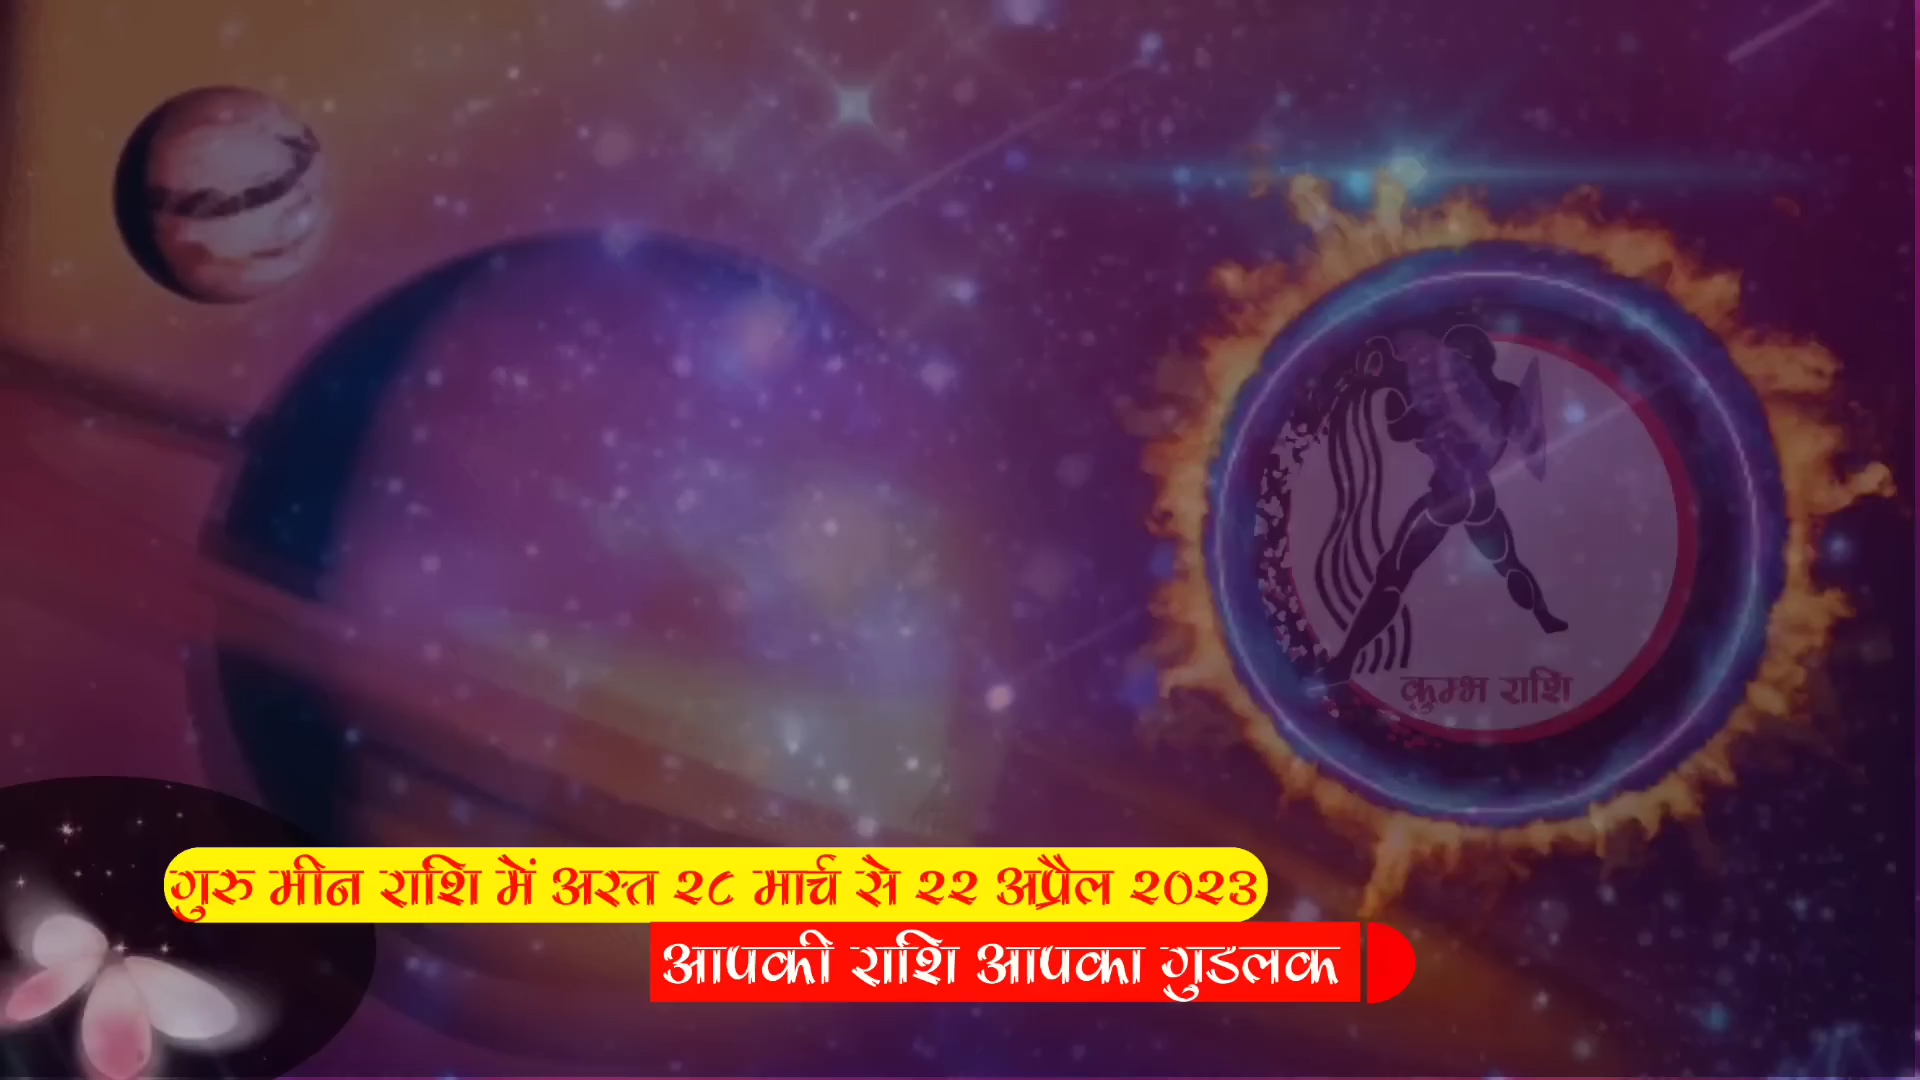 कुम्भ राशि
गुरु मीन राशि में अस्त २८ मार्च से २२ अप्रैल २०२३
आपकी राशि आपका गुडलक